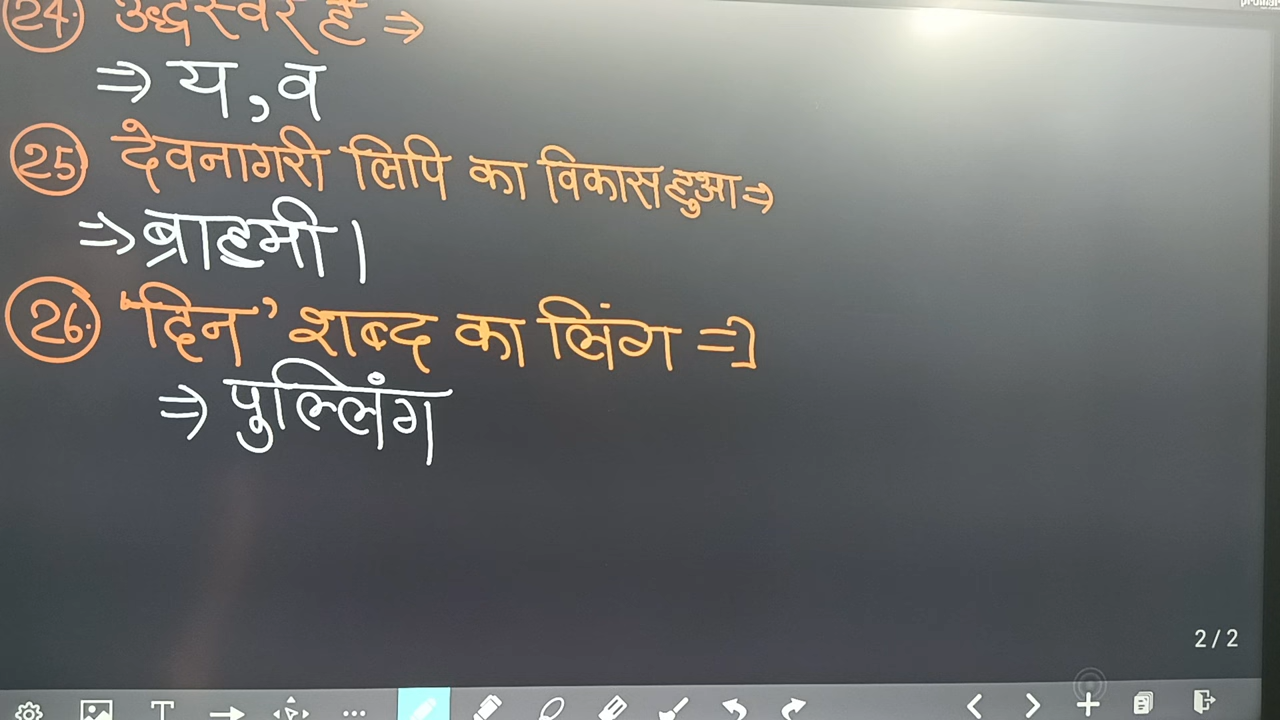 24. उद्धस्वर हैं ⇒
⇒ य, व
25 देवनागरी लिपि का विकास हुआ ⇒
⇒ ब्राह्मी।
26. 'दिन' शब्द का लिंग ⇒
⇒ पुल्लिंग
2/2